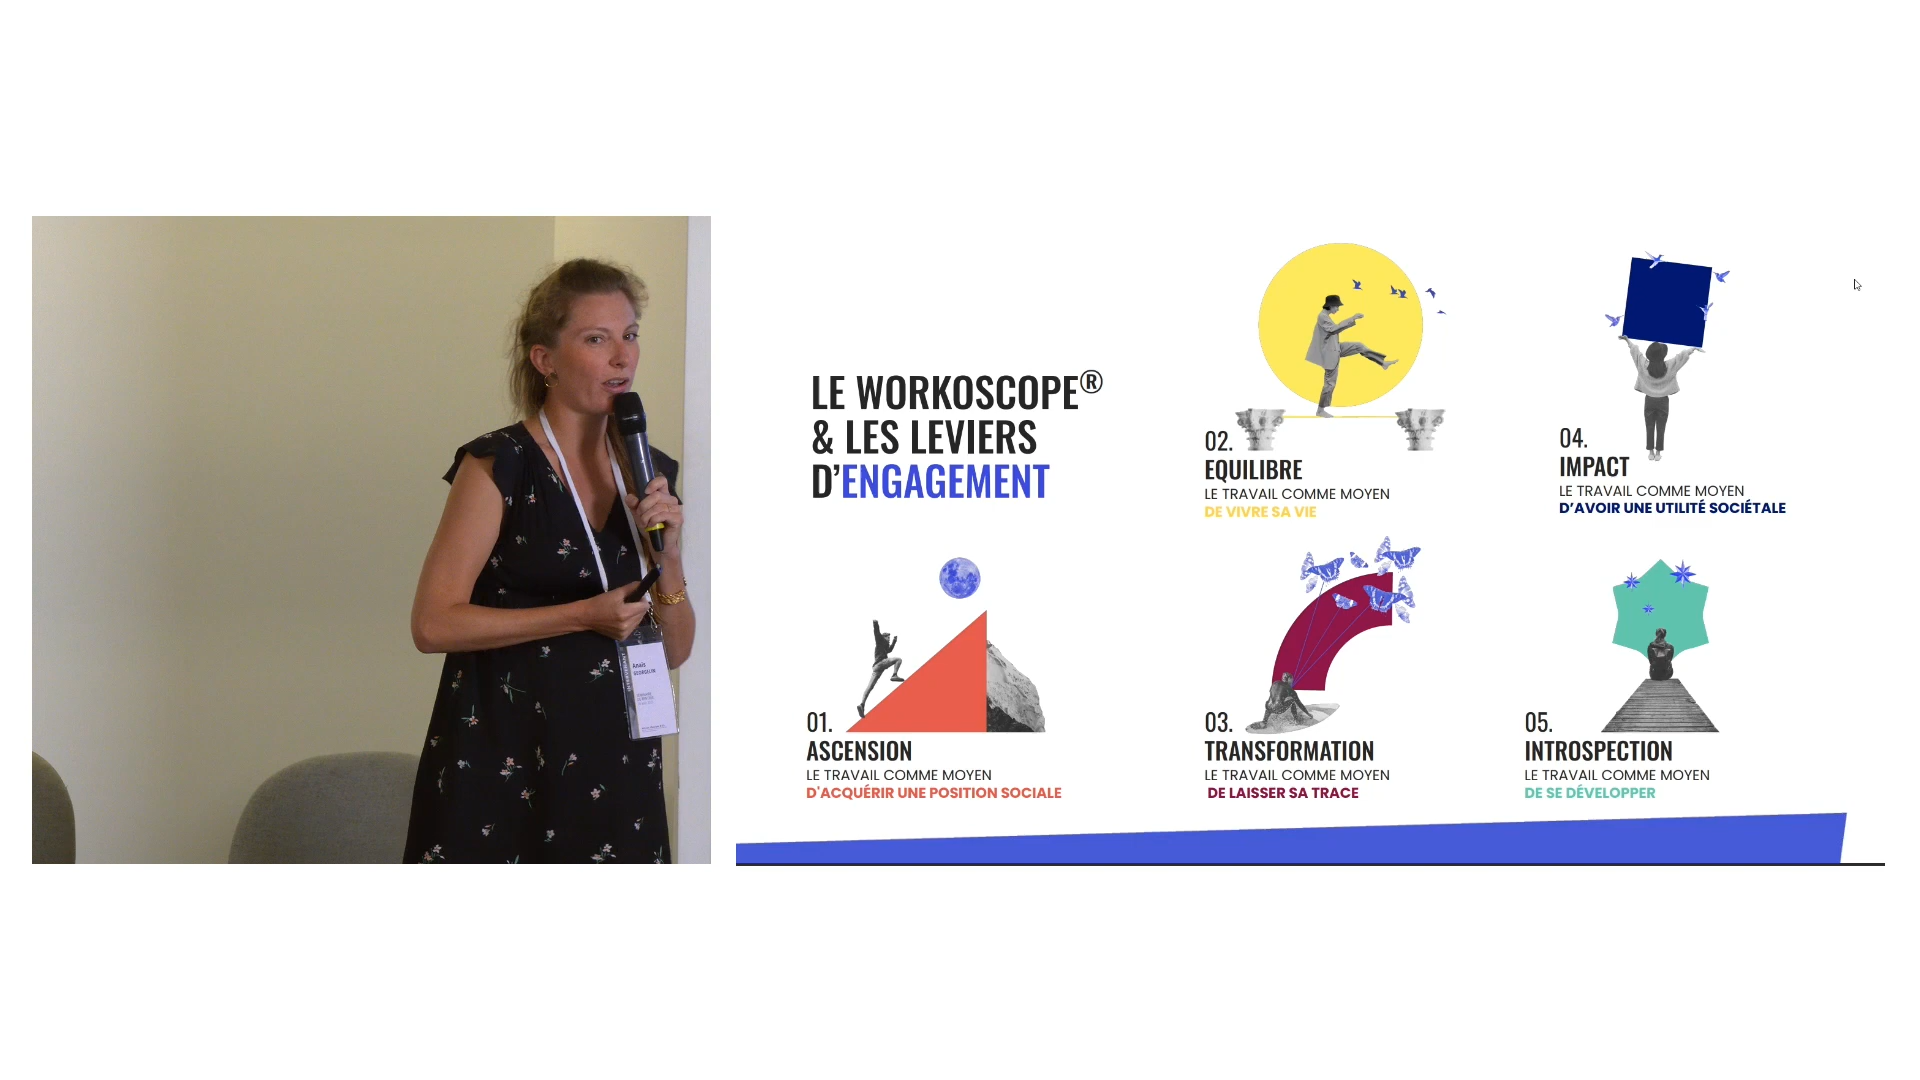 LE WORKOSCOPE®
& LES LEVIERS
D’ENGAGEMENT
01.
ASCENSION
LE TRAVAIL COMME MOYEN
D'ACQUÉRIR UNE POSITION SOCIALE
02.
EQUILIBRE
LE TRAVAIL COMME MOYEN
DE VIVRE SA VIE
03.
TRANSFORMATION
LE TRAVAIL COMME MOYEN
DE LAISSER SA TRACE
04.
IMPACT
LE TRAVAIL COMME MOYEN
D’AVOIR UNE UTILITÉ SOCIÉTALE
05.
INTROSPECTION
LE TRAVAIL COMME MOYEN
DE SE DÉVELOPPER
Anaïs
GEORGELIN